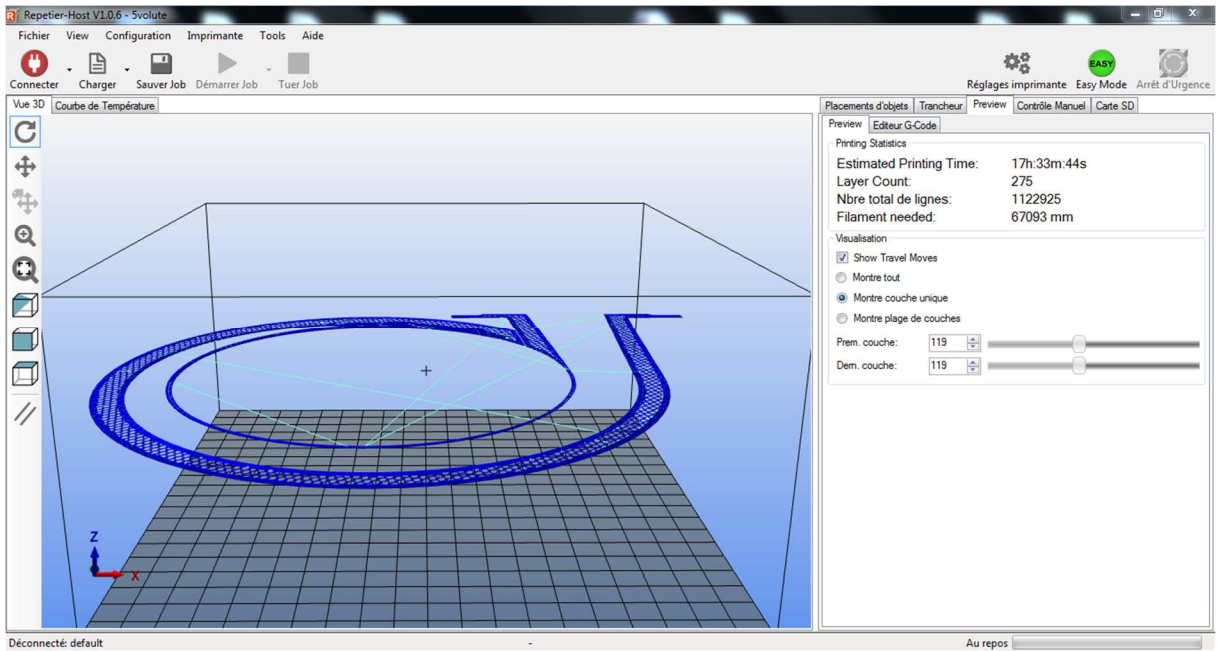 Repetier-Host V1.0.6 - 5volute
Fichier View Configuration Imprimante Tools Aide
Connecter Charger Sauver Job Démarrer Job Tuer Job Réglages imprimante Easy Mode Arrêt d'Urgence
EASY
Vue 3D Courbe de Température
Placements d'objets Trancheur Preview Contrôle Manuel Carte SD
Preview Editeur G-Code
Printing Statistics
Estimated Printing Time: 17h:33m:44s
Layer Count: 275
Nbre total de lignes: 1122925
Filament needed: 67093 mm
Visualisation
Show Travel Moves
Montre tout
Montre couche unique
Montre plage de couches
Prem. couche: 119
Dern. couche: 119
Z
X
Déconnecté: default - Au repos